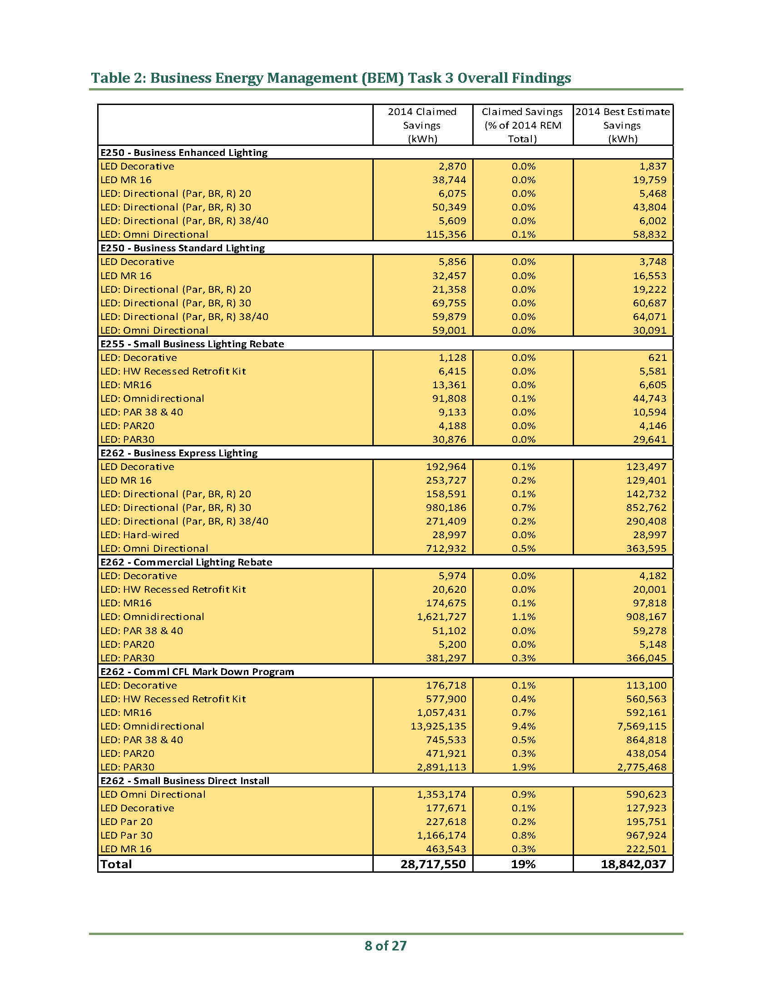 Table 2: Business Energy Management (BEM) Task 3 Overall Findings
2014 Claimed Savings (kWh) Claimed Savings (% of 2014 REM Total) 2014 Best Estimate Savings (kWh)
E250 - Business Enhanced Lighting
LED Decorative 2,870 0.0% 1,837
LED MR 16 38,744 0.0% 19,759
LED: Directional (Par, BR, R) 20 6,075 0.0% 5,468
LED: Directional (Par, BR, R) 30 50,349 0.0% 43,804
LED: Directional (Par, BR, R) 38/40 5,609 0.0% 6,002
LED: Omni Directional 115,356 0.1% 58,832
E250 - Business Standard Lighting
LED Decorative 5,856 0.0% 3,748
LED MR 16 32,457 0.0% 16,553
LED: Directional (Par, BR, R) 20 21,358 0.0% 19,222
LED: Directional (Par, BR, R) 30 69,755 0.0% 60,687
LED: Directional (Par, BR, R) 38/40 59,879 0.0% 64,071
LED: Omni Directional 59,001 0.0% 30,091
E255 - Small Business Lighting Rebate
LED: Decorative 1,128 0.0% 621
LED: HW Recessed Retrofit Kit 6,415 0.0% 5,581
LED: MR16 13,361 0.0% 6,605
LED: Omnidirectional 91,808 0.1% 44,743
LED: PAR 38 & 40 9,133 0.0% 10,594
LED: PAR20 4,188 0.0% 4,146
LED: PAR30 30,876 0.0% 29,641
E262 - Business Express Lighting
LED Decorative 192,964 0.1% 123,497
LED MR 16 253,727 0.2% 129,401
LED: Directional (Par, BR, R) 20 158,591 0.1% 142,732
LED: Directional (Par, BR, R) 30 980,186 0.7% 852,762
LED: Directional (Par, BR, R) 38/40 271,409 0.2% 290,408
LED: Hard-wired 28,997 0.0% 28,997
LED: Omni Directional 712,932 0.5% 363,595
E262 - Commercial Lighting Rebate
LED: Decorative 5,974 0.0% 4,182
LED: HW Recessed Retrofit Kit 20,620 0.0% 20,001
LED: MR16 174,675 0.1% 97,818
LED: Omnidirectional 1,621,727 1.1% 908,167
LED: PAR 38 & 40 51,102 0.0% 59,278
LED: PAR20 5,200 0.0% 5,148
LED: PAR30 381,297 0.3% 366,045
E262 - Comml CFL Mark Down Program
LED: Decorative 176,718 0.1% 113,100
LED: HW Recessed Retrofit Kit 577,900 0.4% 560,563
LED: MR16 1,057,431 0.7% 592,161
LED: Omnidirectional 13,925,135 9.4% 7,569,115
LED: PAR 38 & 40 745,533 0.5% 864,818
LED: PAR20 471,921 0.3% 438,054
LED: PAR30 2,891,113 1.9% 2,775,468
E262 - Small Business Direct Install
LED Omni Directional 1,353,174 0.9% 590,623
LED Decorative 177,671 0.1% 127,923
LED Par 20 227,618 0.2% 195,751
LED Par 30 1,166,174 0.8% 967,924
LED MR 16 463,543 0.3% 222,501
Total 28,717,550 19% 18,842,037
8 of 27